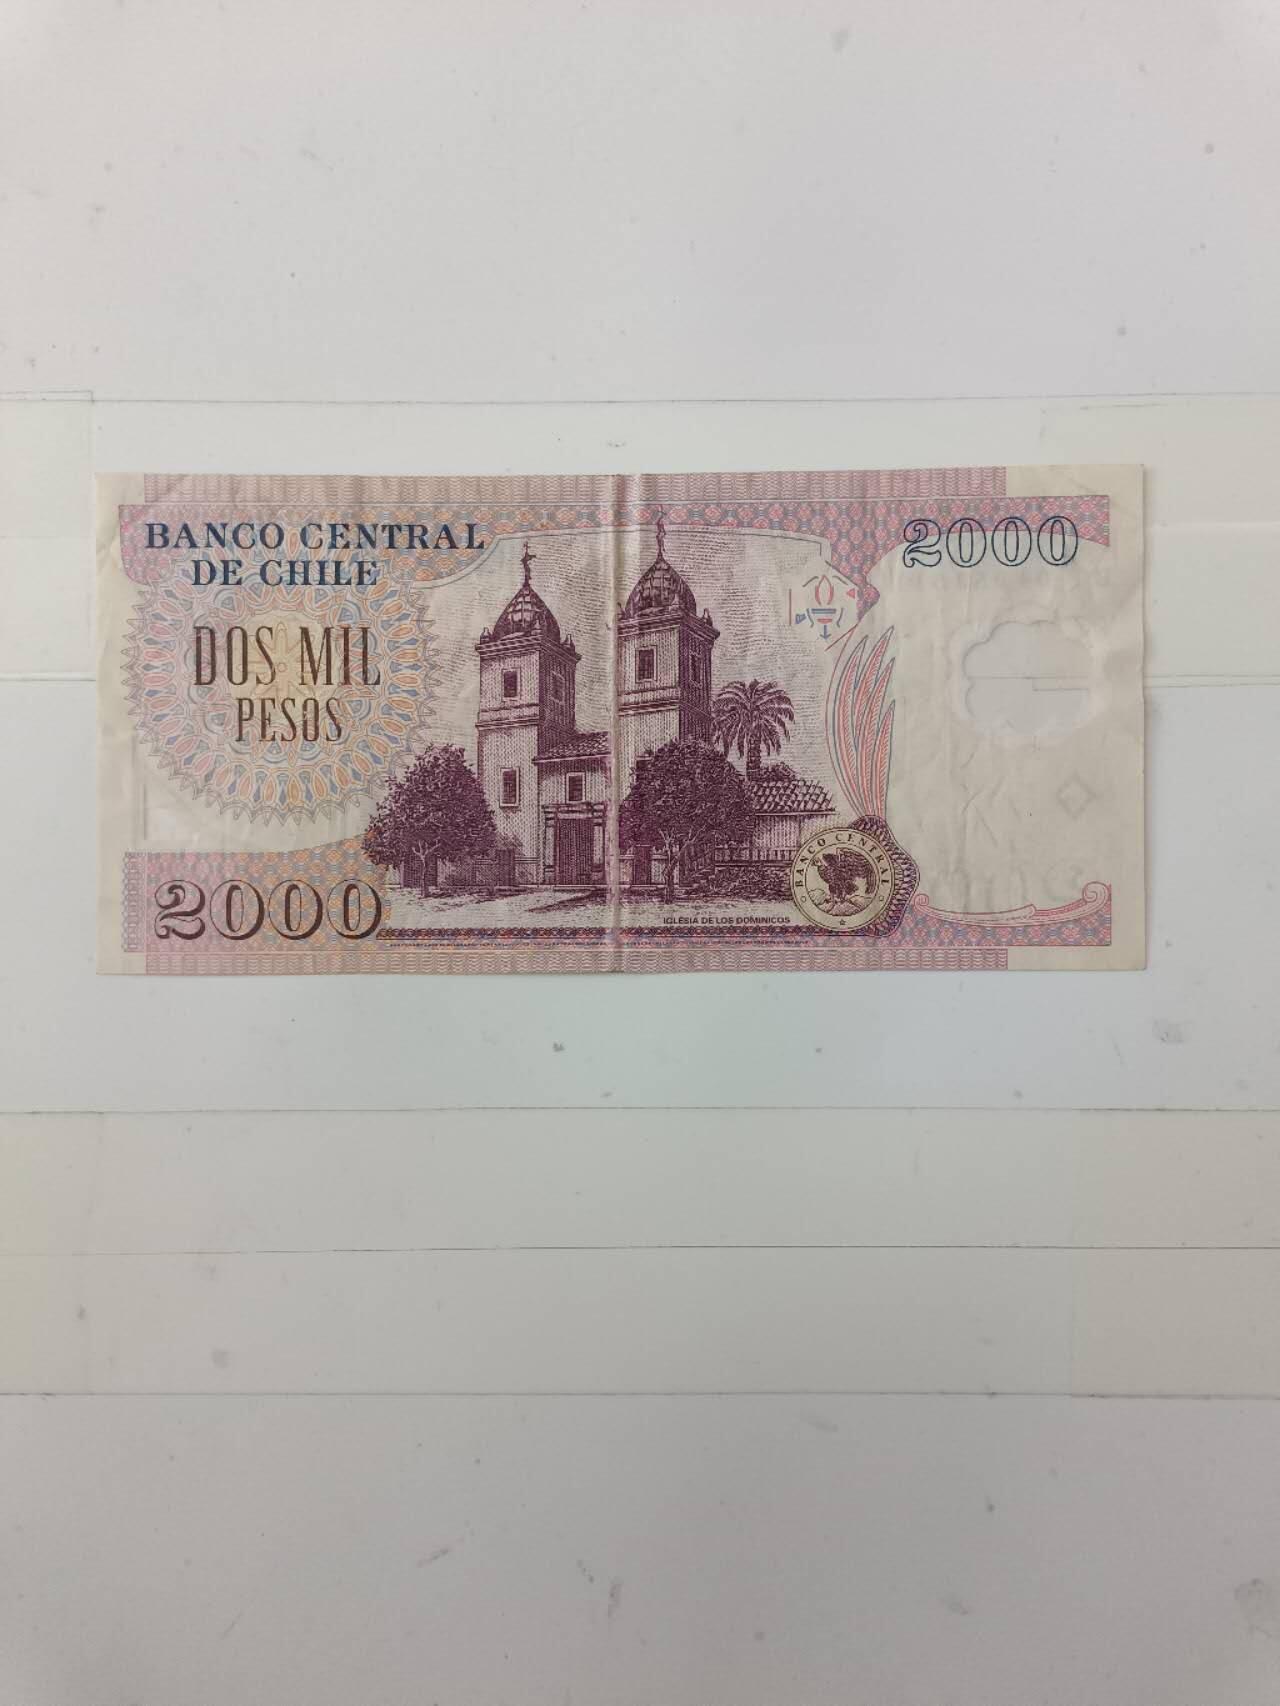 BANCO CENTRAL
DE CHILE
2000
DOS MIL
PESOS
2000
IGLESIA DE LOS DOMINICOS
BANCO CENTRAL